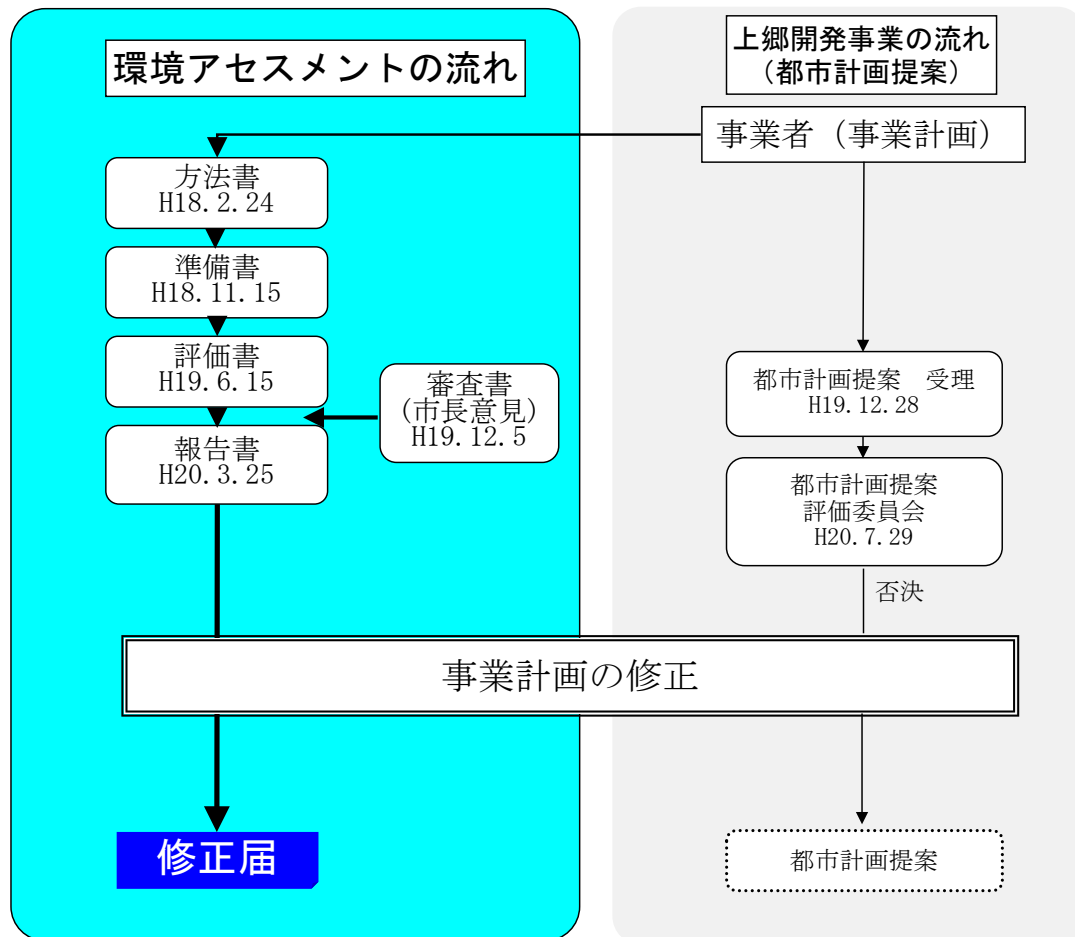 環境アセスメントの流れ
方法書
H18.2.24
準備書
H18.11.15
評価書
H19.6.15
審査書
(市長意見)
H19.12.5
報告書
H20.3.25
上郷開発事業の流れ
（都市計画提案）
事業者（事業計画）
都市計画提案　受理
H19.12.28
都市計画提案
評価委員会
H20.7.29
否決
事業計画の修正
修正届
都市計画提案